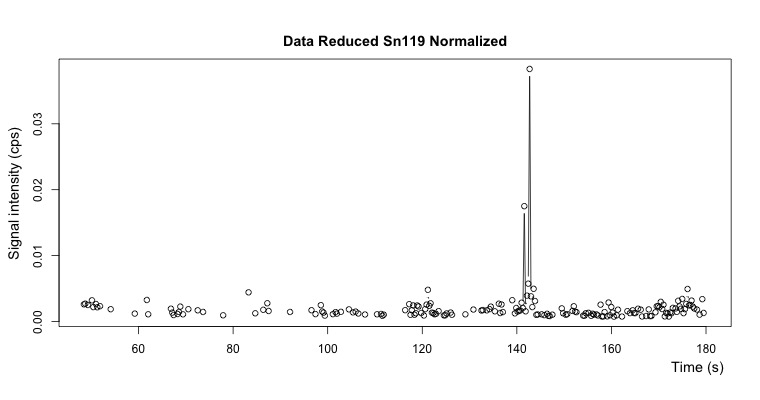 Data Reduced Sn119 Normalized
Signal intensity (cps)
0.03
0.02
0.01
0.00
60 80 100 120 140 160 180
Time (s)